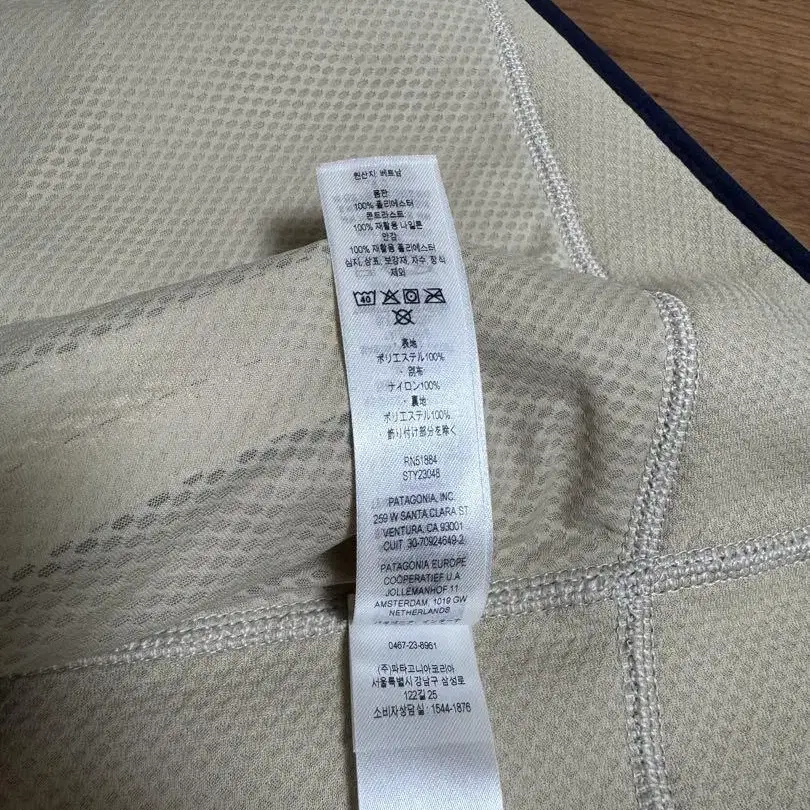 원산지: 베트남
몸판
100% 폴리에스터
콘트라스트
100% 재활용 나일론
안감
100% 재활용 폴리에스터
심지, 상표, 보강재, 자수 장식
제외
40
· 表地
ポリエステル100%
· 別布
ナイロン100%
· 裏地
ポリエステル100%
· 飾り付け部分を除く
RN51884
STY23048
PATAGONIA, INC.
259 W SANTA CLARA ST
VENTURA, CA 93001
CUIT 30-70924649-2
PATAGONIA EUROPE
COÖPERATIEF U.A.
JOLLEMANHOF 11
AMSTERDAM, 1019 GW
NETHERLANDS
0467-23-8961
(주)파타고니아코리아
서울특별시 강남구 삼성로
122길 25
소비자상담실 : 1544-1876